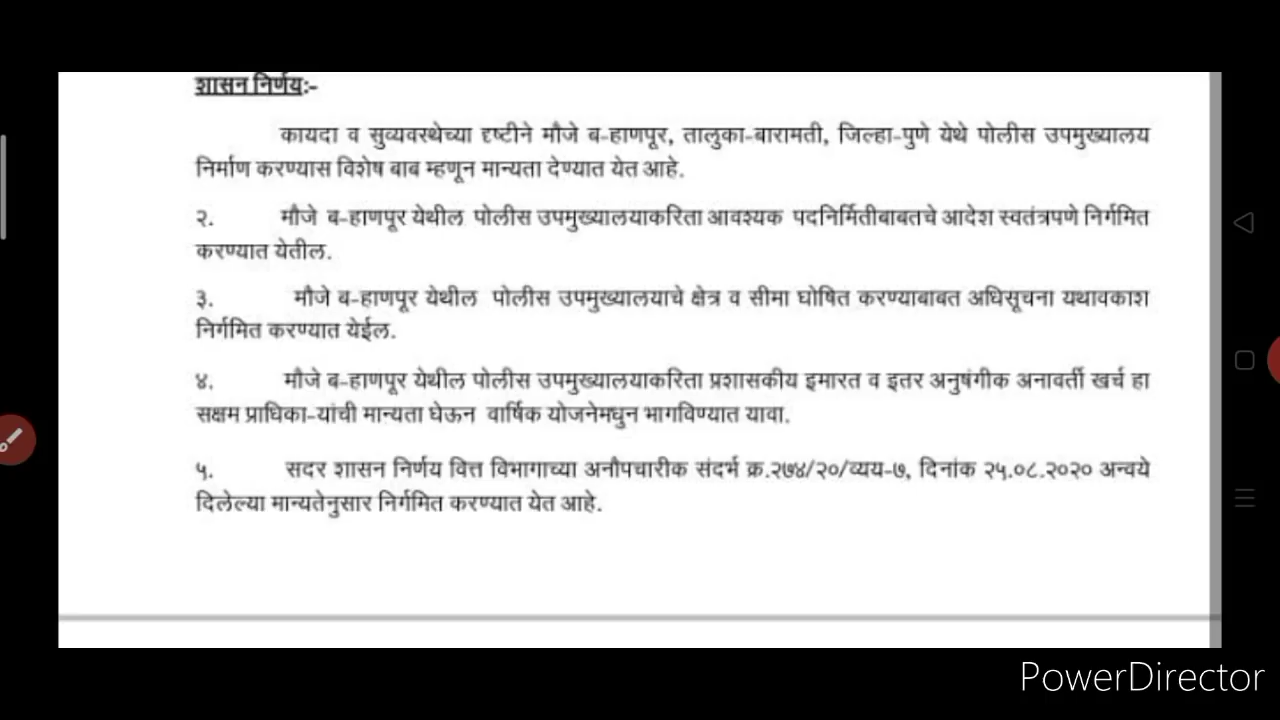 शासन निर्णय:-
कायदा व सुव्यवस्थेच्या दृष्टीने मौजे ब-हाणपूर, तालुका-बारामती, जिल्हा-पुणे येथे पोलीस उपमुख्यालय
निर्माण करण्यास विशेष बाब म्हणून मान्यता देण्यात येत आहे.
२. मौजे ब-हाणपूर येथील पोलीस उपमुख्यालयाकरिता आवश्यक पदनिर्मितीबाबतचे आदेश स्वतंत्रपणे निर्गमित
करण्यात येतील.
३. मौजे ब-हाणपूर येथील पोलीस उपमुख्यालयाचे क्षेत्र व सीमा घोषित करण्याबाबत अधिसूचना यथावकाश
निर्गमित करण्यात येईल.
४. मौजे ब-हाणपूर येथील पोलीस उपमुख्यालयाकरिता प्रशासकीय इमारत व इतर अनुषंगीक अनावर्ती खर्च हा
सक्षम प्राधिका-यांची मान्यता घेऊन वार्षिक योजनेमधुन भागविण्यात यावा.
५. सदर शासन निर्णय वित्त विभागाच्या अनौपचारीक संदर्भ क्र.२७४/२०/व्यय-७, दिनांक २५.०८.२०२० अन्वये
दिलेल्या मान्यतेनुसार निर्गमित करण्यात येत आहे.
PowerDirector